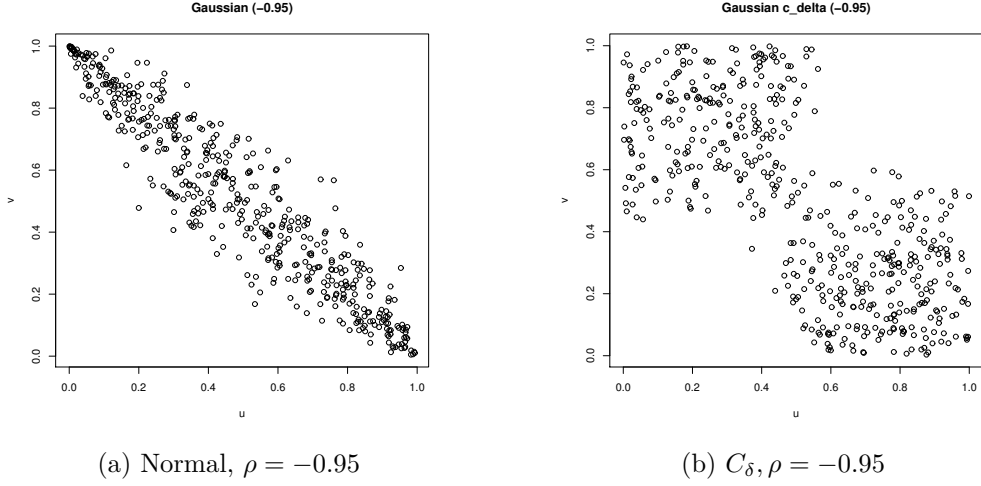 Gaussian (−0.95)
1.0
0.8
0.6
0.4
0.2
0.0
v
0.0 0.2 0.4 0.6 0.8 1.0
u
(a) Normal, ρ = −0.95
Gaussian c_delta (−0.95)
1.0
0.8
0.6
0.4
0.2
0.0
v
0.0 0.2 0.4 0.6 0.8 1.0
u
(b) Cδ, ρ = −0.95